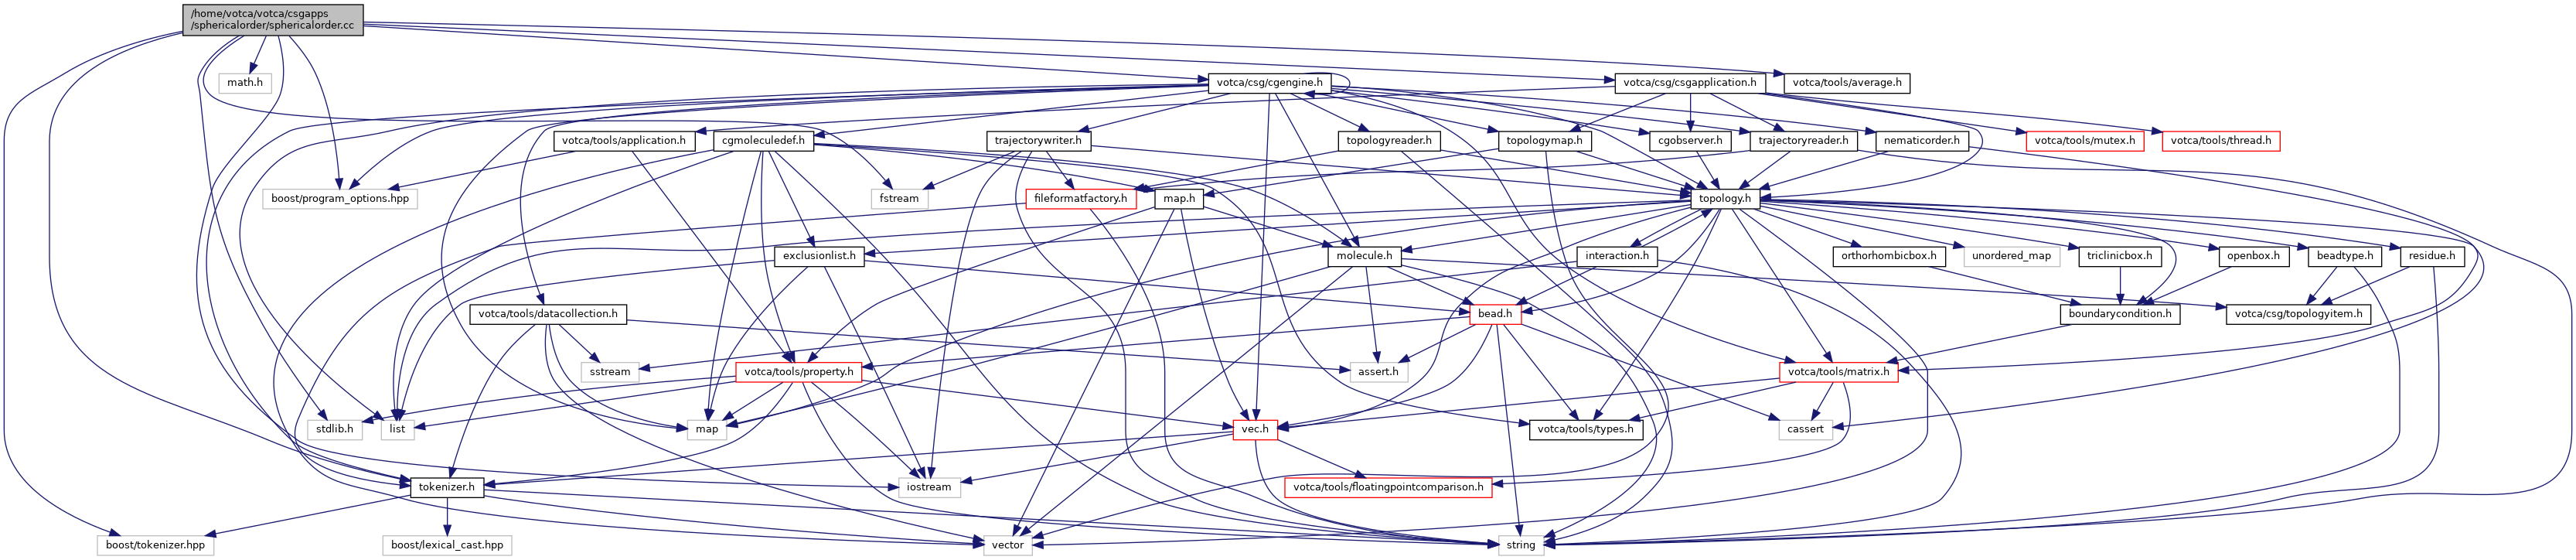 /home/votca/votca/csgapps
/sphericalorder/sphericalorder.cc
math.h
votca/csg/cgengine.h
votca/csg/csgapplication.h
votca/tools/average.h
votca/tools/application.h
cgmoleculedef.h
trajectorywriter.h
topologyreader.h
topologymap.h
cgobserver.h
trajectoryreader.h
nematicorder.h
votca/tools/mutex.h
votca/tools/thread.h
boost/program_options.hpp
fstream
fileformatfactory.h
map.h
topology.h
exclusionlist.h
molecule.h
interaction.h
orthorhombicbox.h
unordered_map
triclinicbox.h
openbox.h
beadtype.h
residue.h
votca/tools/datacollection.h
bead.h
boundarycondition.h
votca/csg/topologyitem.h
sstream
votca/tools/property.h
assert.h
votca/tools/matrix.h
stdlib.h
list
map
vec.h
votca/tools/types.h
cassert
tokenizer.h
iostream
votca/tools/floatingpointcomparison.h
boost/tokenizer.hpp
boost/lexical_cast.hpp
vector
string